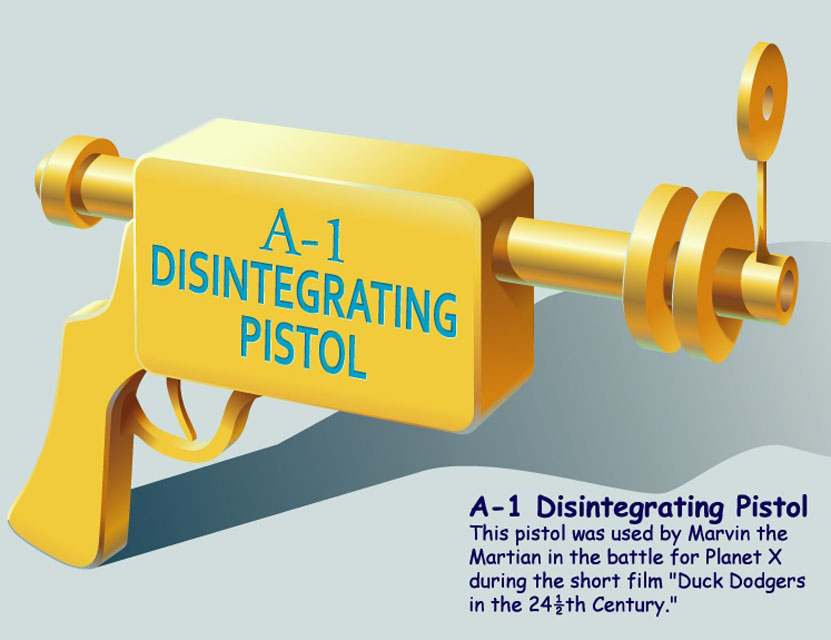 A-1
DISINTEGRATING
PISTOL
A-1 Disintegrating Pistol
This pistol was used by Marvin the
Martian in the battle for Planet X
during the short film "Duck Dodgers
in the 24½th Century."